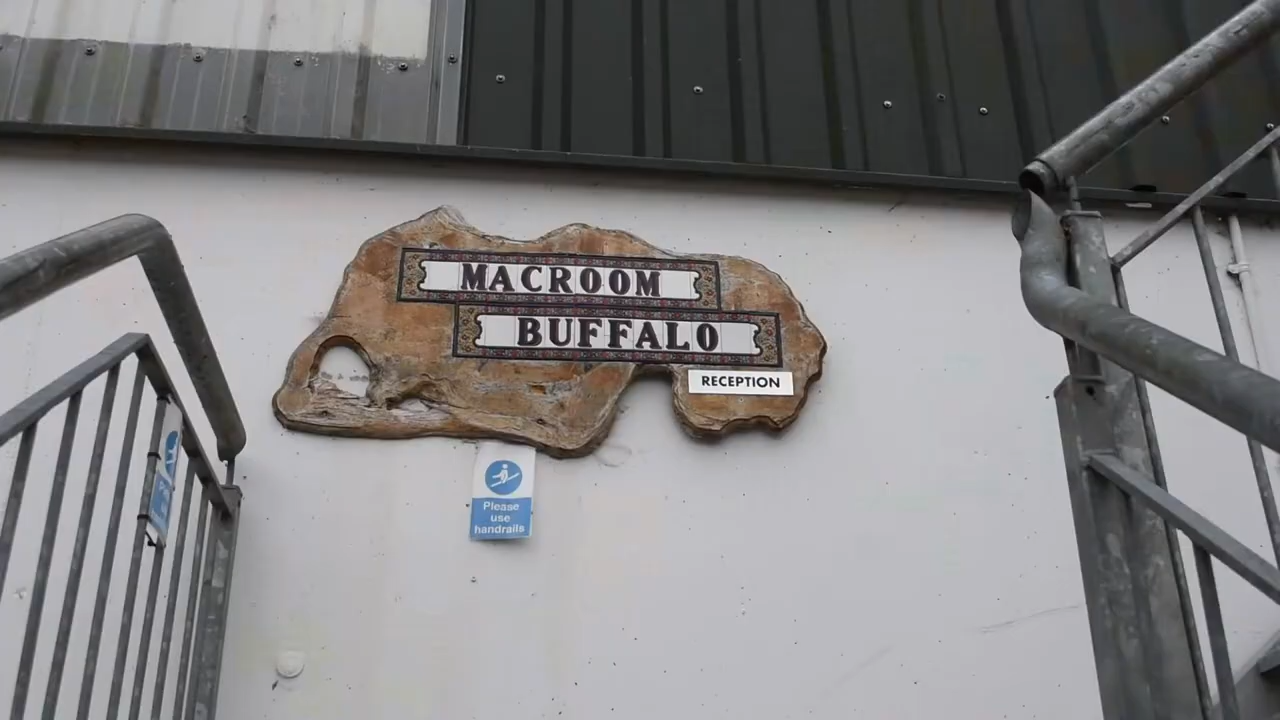 MACROOM
BUFFALO
RECEPTION
Please
use
handrails